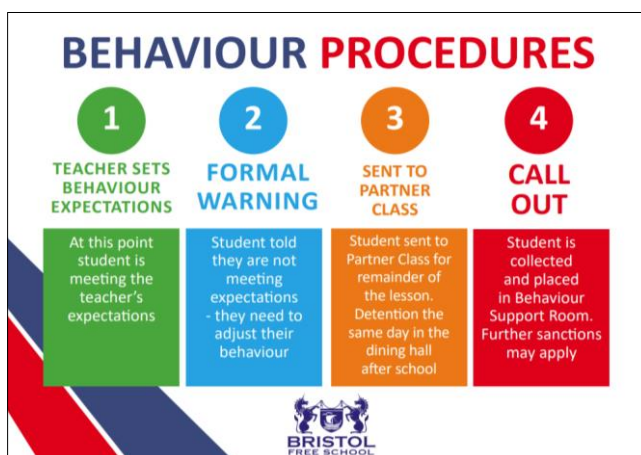 BEHAVIOUR PROCEDURES
1
TEACHER SETS
BEHAVIOUR
EXPECTATIONS
At this point
student is
meeting the
teacher's
expectations
2
FORMAL
WARNING
Student told
they are not
meeting
expectations
- they need to
adjust their
behaviour
3
SENT TO
PARTNER
CLASS
Student sent to
Partner Class for
remainder of
the lesson.
Detention the
same day in the
dining hall
after school
4
CALL
OUT
Student is
collected
and placed
in Behaviour
Support Room.
Further sanctions
may apply
BRISTOL
FREE SCHOOL